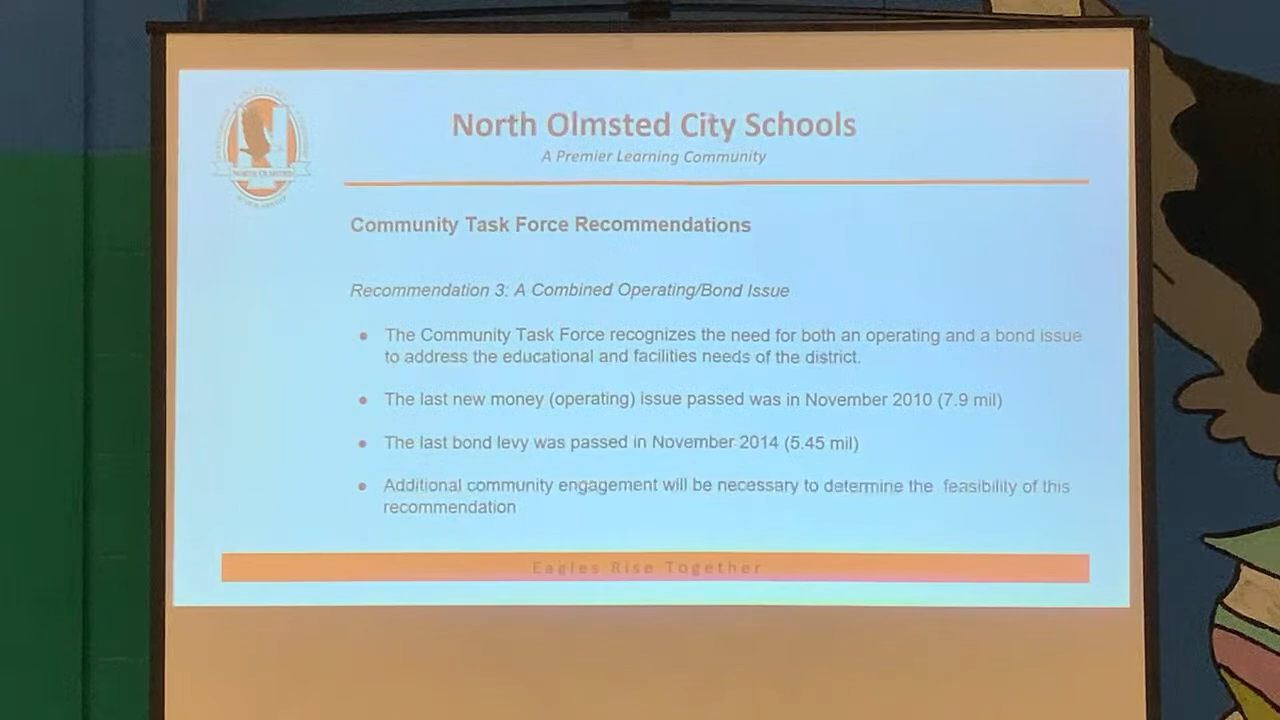 North Olmsted City Schools
A Premier Learning Community
NORTH OLMSTED
Community Task Force Recommendations
Recommendation 3: A Combined Operating/Bond Issue
• The Community Task Force recognizes the need for both an operating and a bond issue
to address the educational and facilities needs of the district.
• The last new money (operating) issue passed was in November 2010 (7.9 mil)
• The last bond levy was passed in November 2014 (5.45 mil)
• Additional community engagement will be necessary to determine the feasibility of this
recommendation
Eagles Rise Together